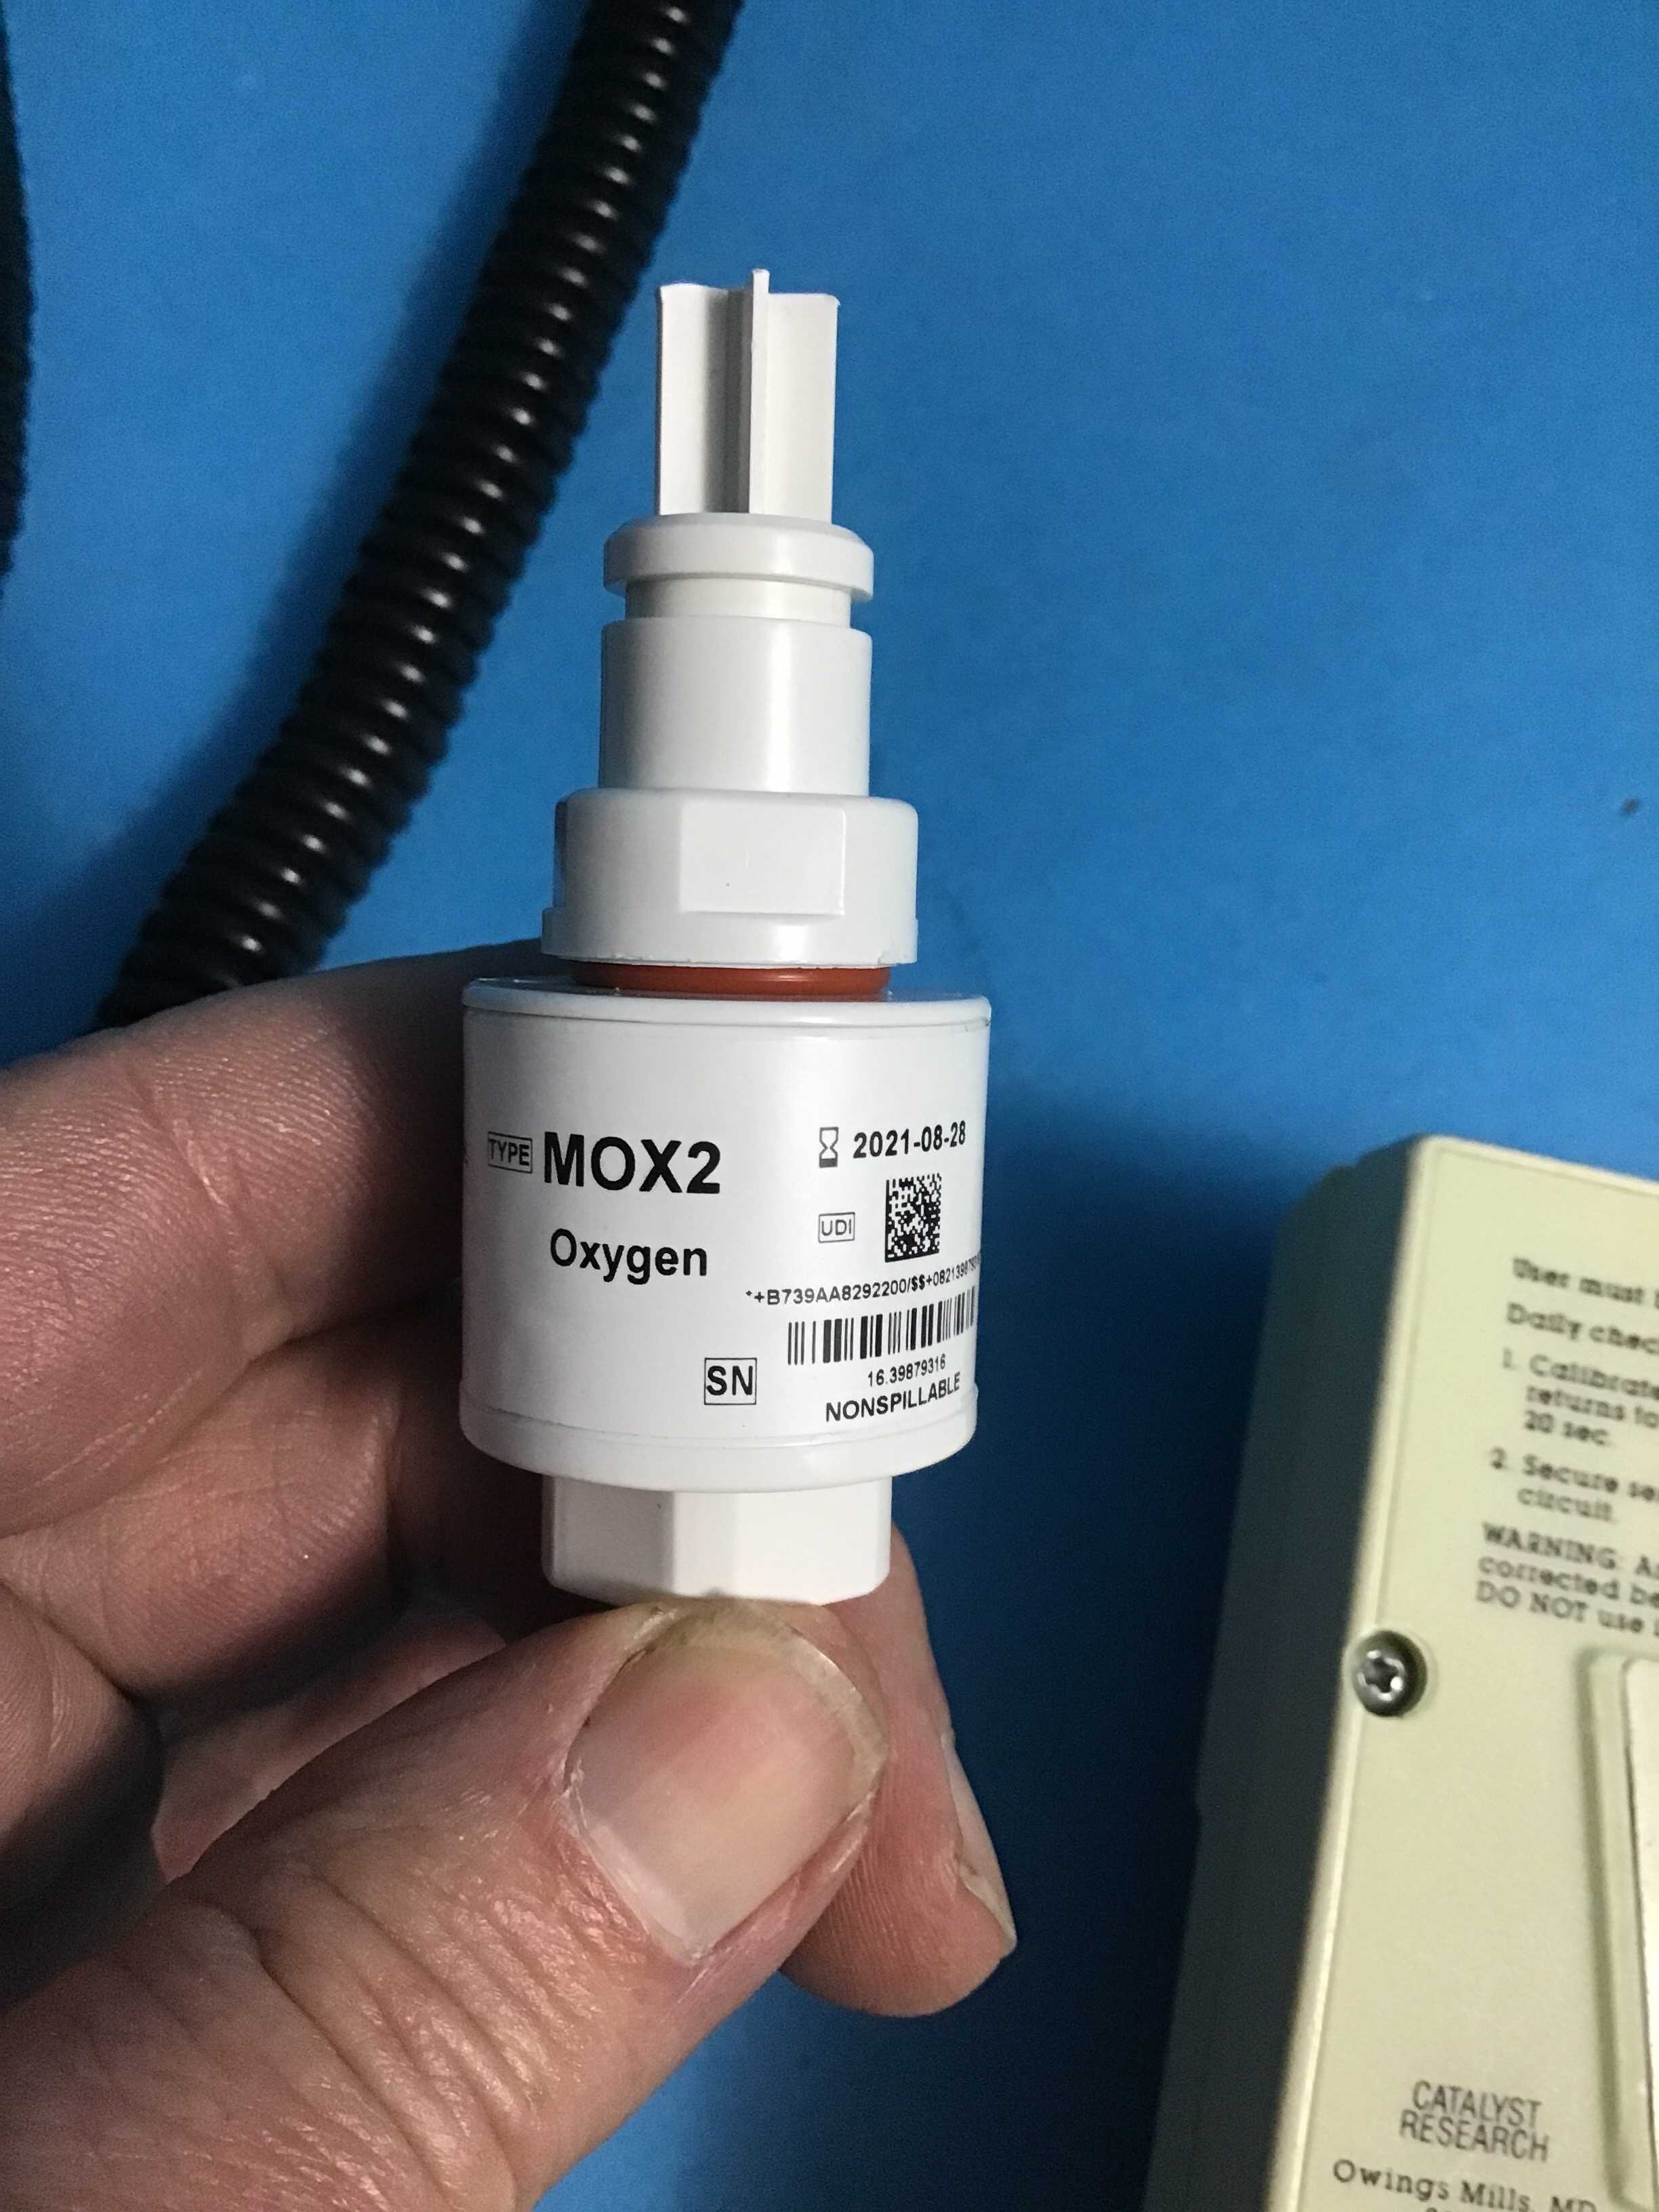 TYPE MOX2
Oxygen
2021-08-28
UDI
*+B739AA8292200/$$+082139879
SN
16.39879316
NONSPILLABLE
User must
Daily chec
1. Calibrate
returns to
20 sec.
2. Secure se
circuit.
WARNING: A
corrected be
DO NOT use
CATALYST
RESEARCH
Owings Mills, MD